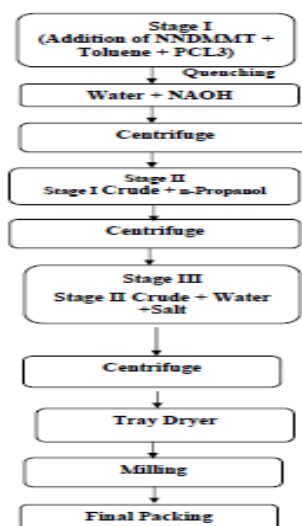 Stage I
(Addition of NNDMMT +
Toluene + PCL3)
Quenching
Water + NAOH
Centrifuge
Stage II
Stage I Crude + n-Propanol
Centrifuge
Stage III
Stage II Crude + Water
+Salt
Centrifuge
Tray Dryer
Milling
Final Packing